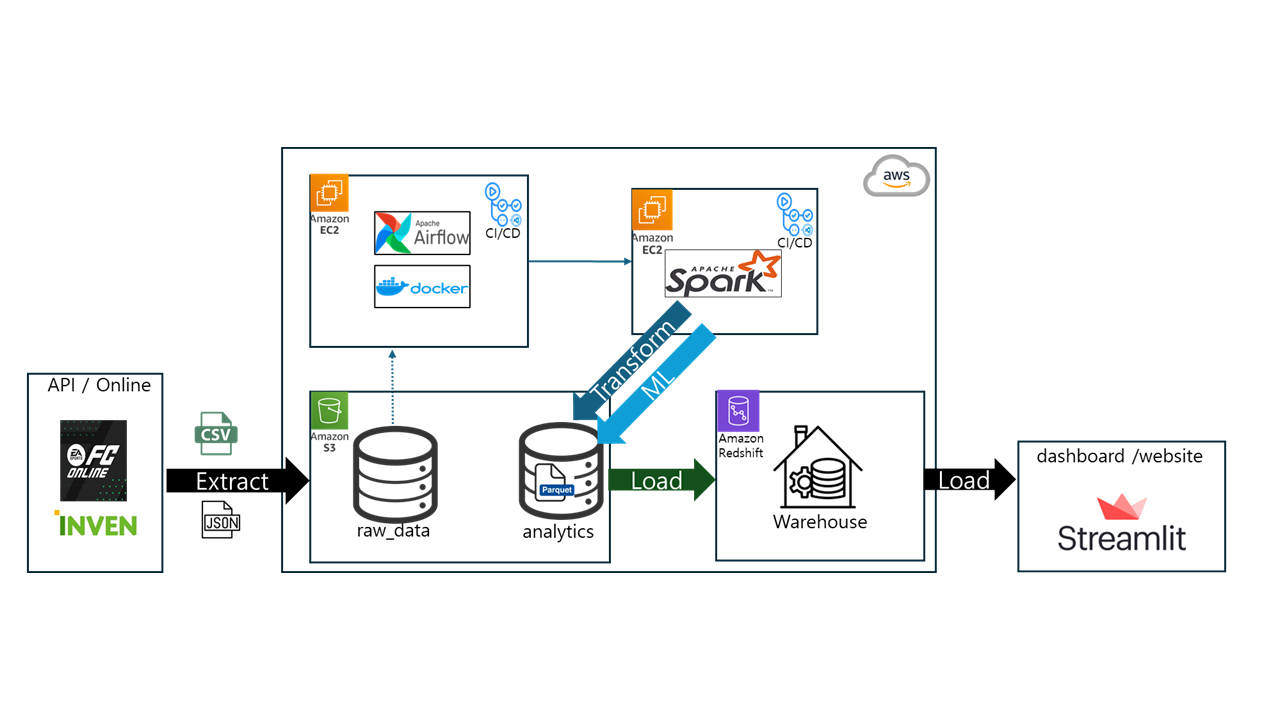 aws
Amazon
EC2
CI/CD
Apache
Airflow
docker
Amazon
EC2
CI/CD
APACHE
Spark
TM
Transform
ML
API / Online
EA
SPORTS
FC
ONLINE
INVEN
CSV
Extract
JSON
Amazon
S3
raw_data
Parquet
analytics
Load
Amazon
Redshift
Warehouse
Load
dashboard /website
Streamlit